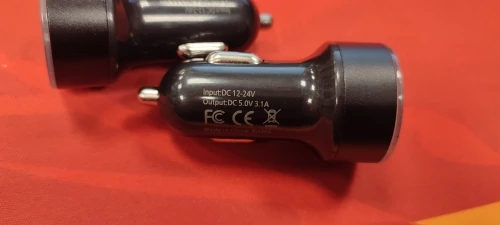 Input:DC 12-24V
Output:DC 5.0V 3.1A
FC CE